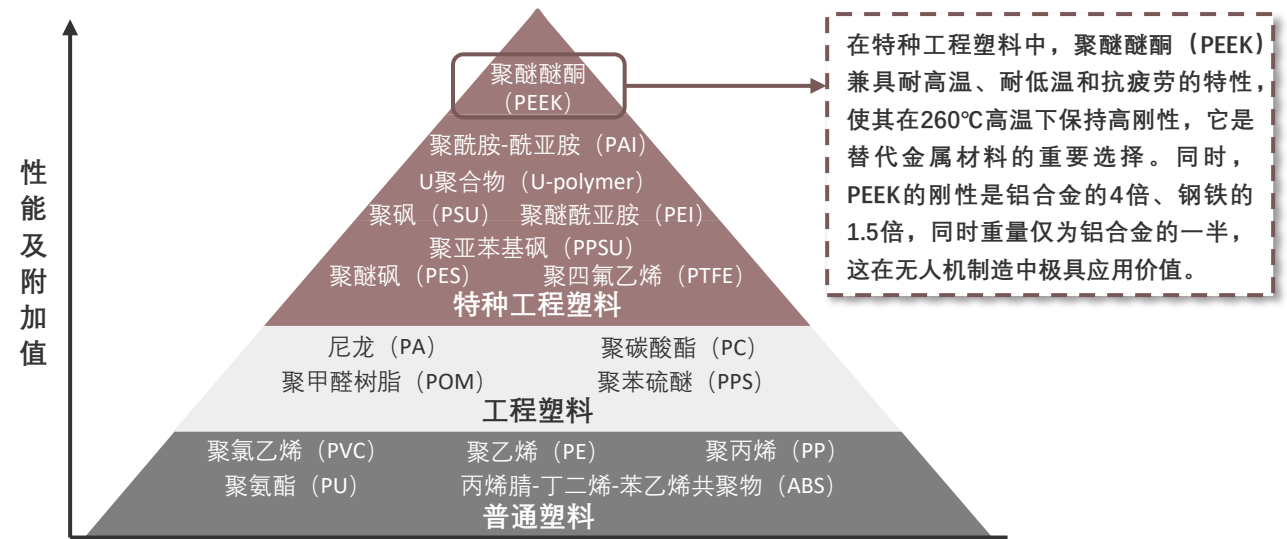 性能及附加值
聚醚醚酮
（PEEK）
聚酰胺-酰亚胺（PAI）
U聚合物（U-polymer）
聚砜（PSU） 聚醚酰亚胺（PEI）
聚亚苯基砜（PPSU）
聚醚砜（PES） 聚四氟乙烯（PTFE）
特种工程塑料
尼龙（PA） 聚碳酸酯（PC）
聚甲醛树脂（POM） 聚苯硫醚（PPS）
工程塑料
聚氯乙烯（PVC） 聚乙烯（PE） 聚丙烯（PP）
聚氨酯（PU） 丙烯腈-丁二烯-苯乙烯共聚物（ABS）
普通塑料
在特种工程塑料中，聚醚醚酮（PEEK）
兼具耐高温、耐低温和抗疲劳的特性，
使其在260℃高温下保持高刚性，它是
替代金属材料的重要选择。同时，
PEEK的刚性是铝合金的4倍、钢铁的
1.5倍，同时重量仅为铝合金的一半，
这在无人机制造中极具应用价值。